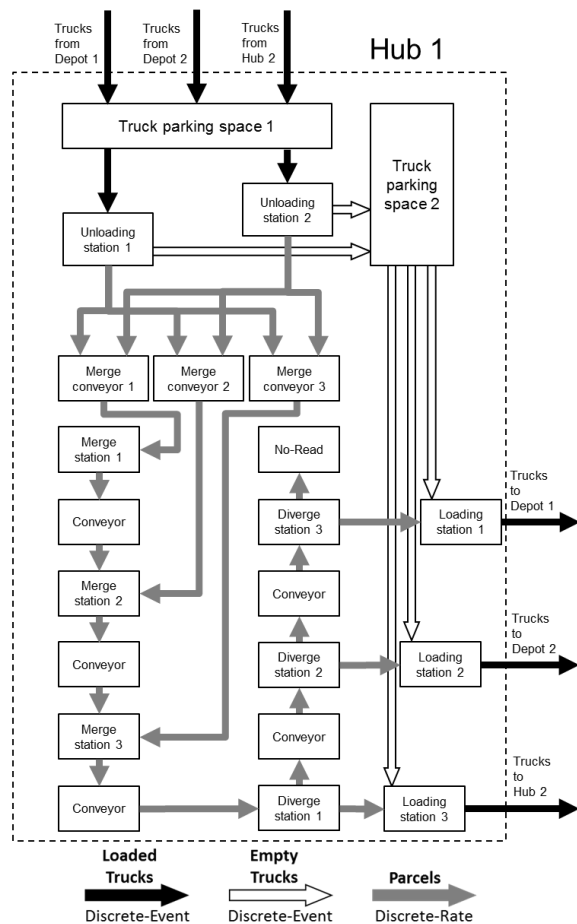 Trucks
from
Depot 1
Trucks
from
Depot 2
Trucks
from
Hub 2
Hub 1
Truck parking space 1
Truck
parking
space 2
Unloading
station 2
Unloading
station 1
Merge
conveyor 1
Merge
conveyor 2
Merge
conveyor 3
Merge
station 1
No-Read
Trucks
to
Depot 1
Conveyor
Diverge
station 3
Loading
station 1
Merge
station 2
Conveyor
Trucks
to
Depot 2
Conveyor
Diverge
station 2
Loading
station 2
Merge
station 3
Conveyor
Trucks
to
Hub 2
Conveyor
Diverge
station 1
Loading
station 3
Loaded
Trucks
Discrete-Event
Empty
Trucks
Discrete-Event
Parcels
Discrete-Rate